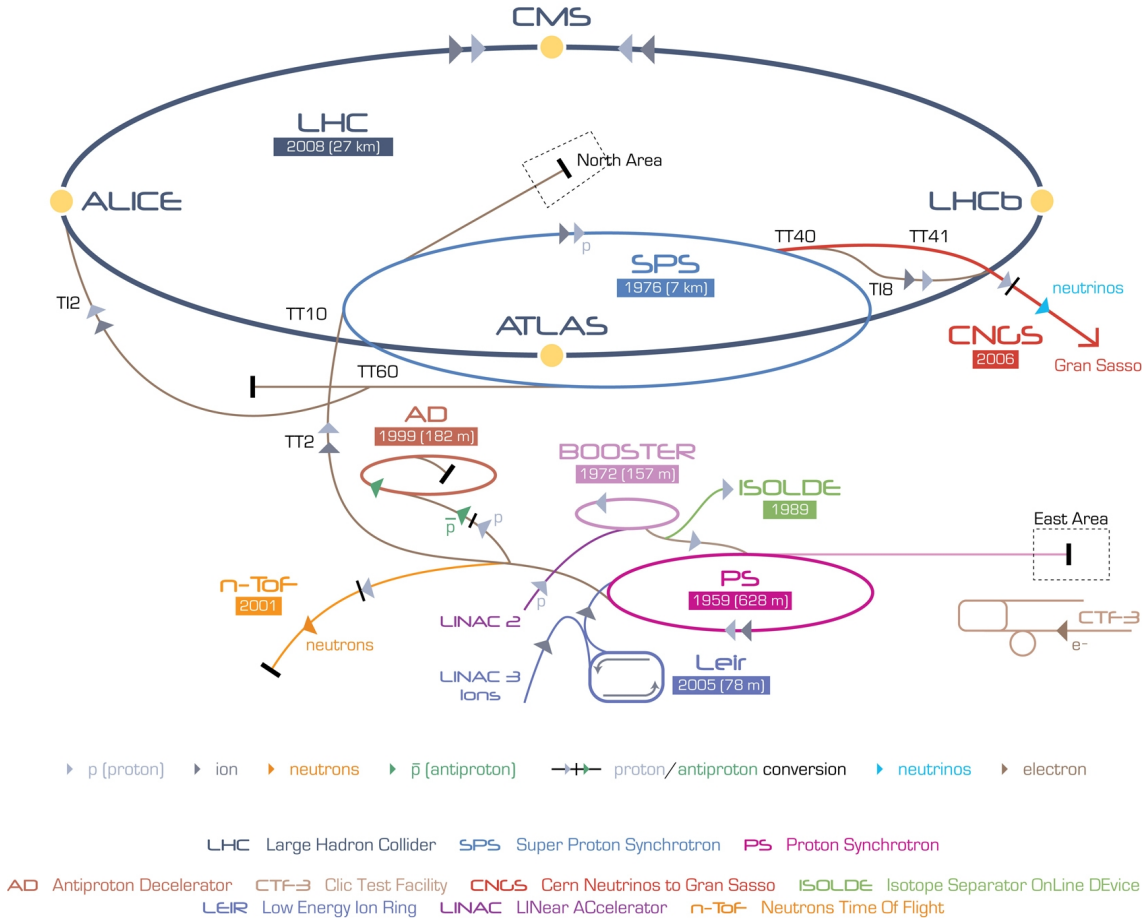 CMS
LHC
2008 (27 km)
North Area
ALICE
LHCb
p
TT40
TT41
SPS
1976 (7 km)
TI8
neutrinos
TI2
TT10
ATLAS
CNGS
2006
Gran Sasso
TT60
AD
1999 (182 m)
TT2
BOOSTER
1972 (157 m)
ISOLDE
1989
p̄
p
East Area
n-ToF
2001
PS
1959 (628 m)
p
LINAC 2
neutrons
CTF-3
e-
LINAC 3
Ions
Leir
2005 (78 m)
p (proton) ion neutrons p̄ (antiproton) proton/antiproton conversion neutrinos electron
LHC Large Hadron Collider SPS Super Proton Synchrotron PS Proton Synchrotron
AD Antiproton Decelerator CTF-3 Clic Test Facility CNGS Cern Neutrinos to Gran Sasso ISOLDE Isotope Separator OnLine DEvice
LEIR Low Energy Ion Ring LINAC LINear ACcelerator n-ToF Neutrons Time Of Flight